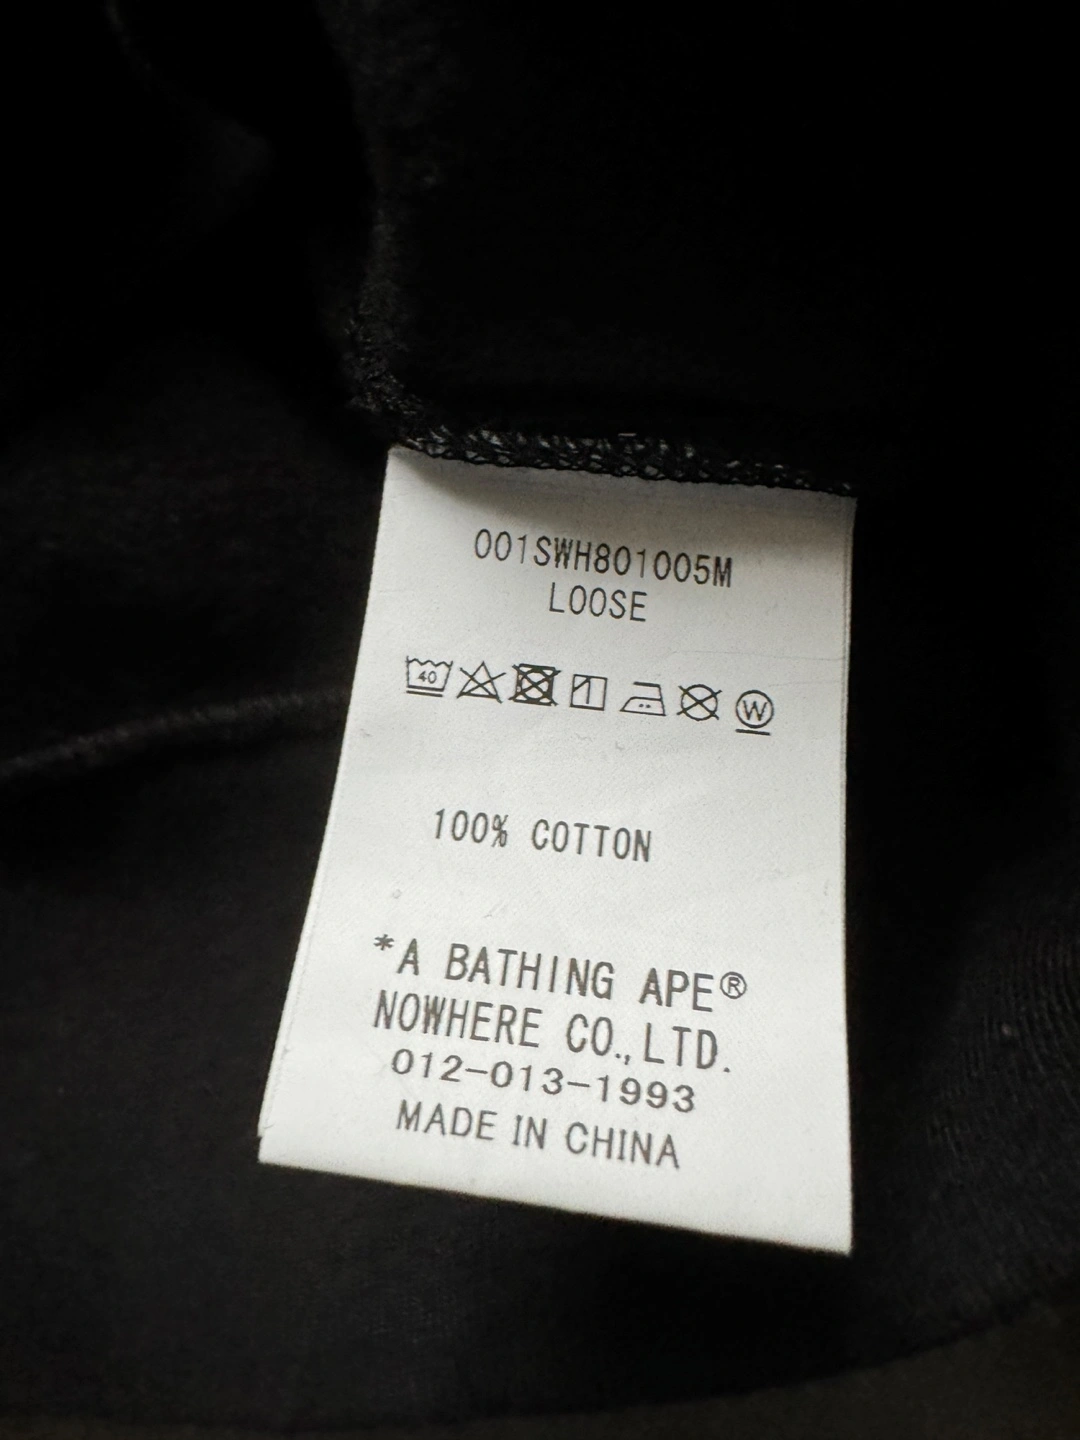 001SWH801005M
LOOSE
40 W
100% COTTON
*A BATHING APE®
NOWHERE CO.,LTD.
012-013-1993
MADE IN CHINA